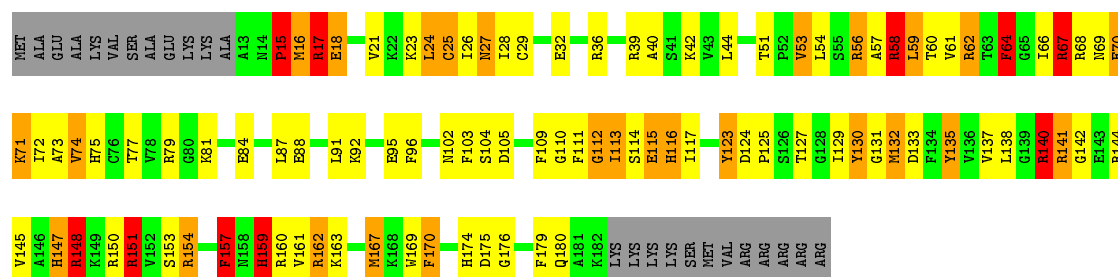 MET ALA GLU ALA ALA LYS VAL SER ALA GLU LYS LYS ALA A13 N14 P15 M16 R17 E18 V21 K22 K23 L24 C25 I26 N27 I28 C29 E32 R36 R39 A40 S41 K42 V43 L44 T51 P52 V53 L54 S55 R56 A57 R58 L59 T60 V61 R62 T63 F64 G65 I66 R67 R68 N69 E70
K71 I72 A73 V74 H75 C76 T77 V78 R79 G80 K81 E84 L87 E88 L91 K92 E95 F96 N102 F103 S104 D105 F109 G110 F111 G112 I113 S114 E115 H116 I117 Y123 D124 P125 S126 T127 G128 I129 Y130 G131 M132 D133 F134 Y135 V136 V137 L138 G139 R140 R141 G142 E143 R144
V145 A146 H147 R148 K149 R150 R151 V152 S153 R154 F157 N158 H159 R160 V161 R162 K163 M167 K168 W169 F170 H174 D175 G176 F179 Q180 A181 K182 LYS LYS LYS LYS SER MET VAL ARG ARG ARG ARG ARG